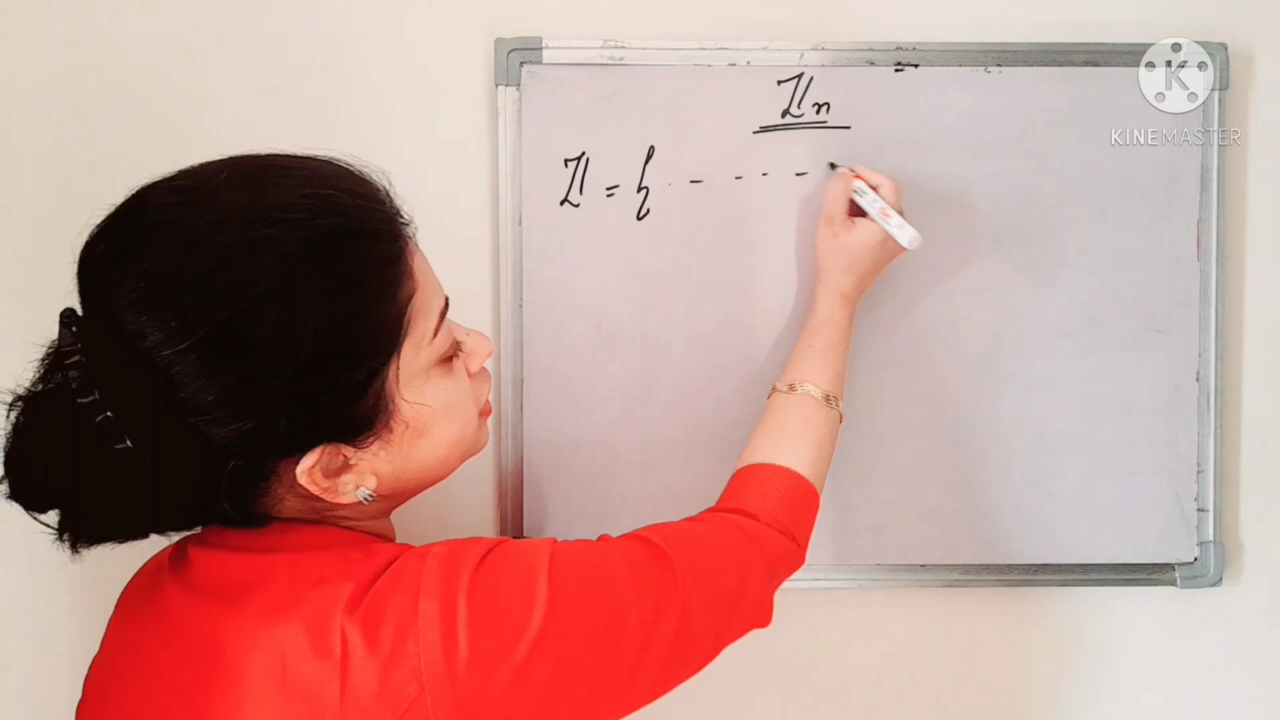 ℤn
ℤ = { . - - - - -
K
KINEMASTER